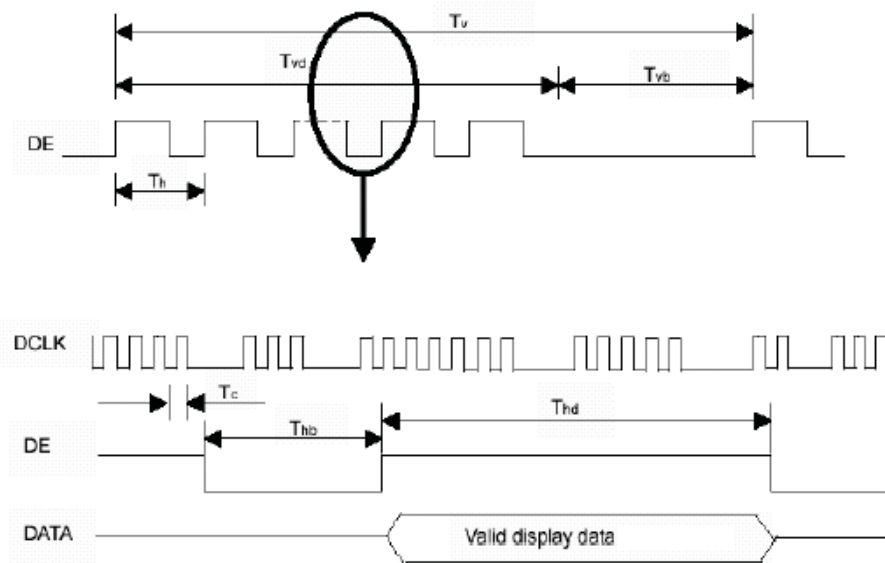 Tv
Tvd
Tvb
DE
Th
DCLK
Tc
Thb
Thd
DE
DATA
Valid display data